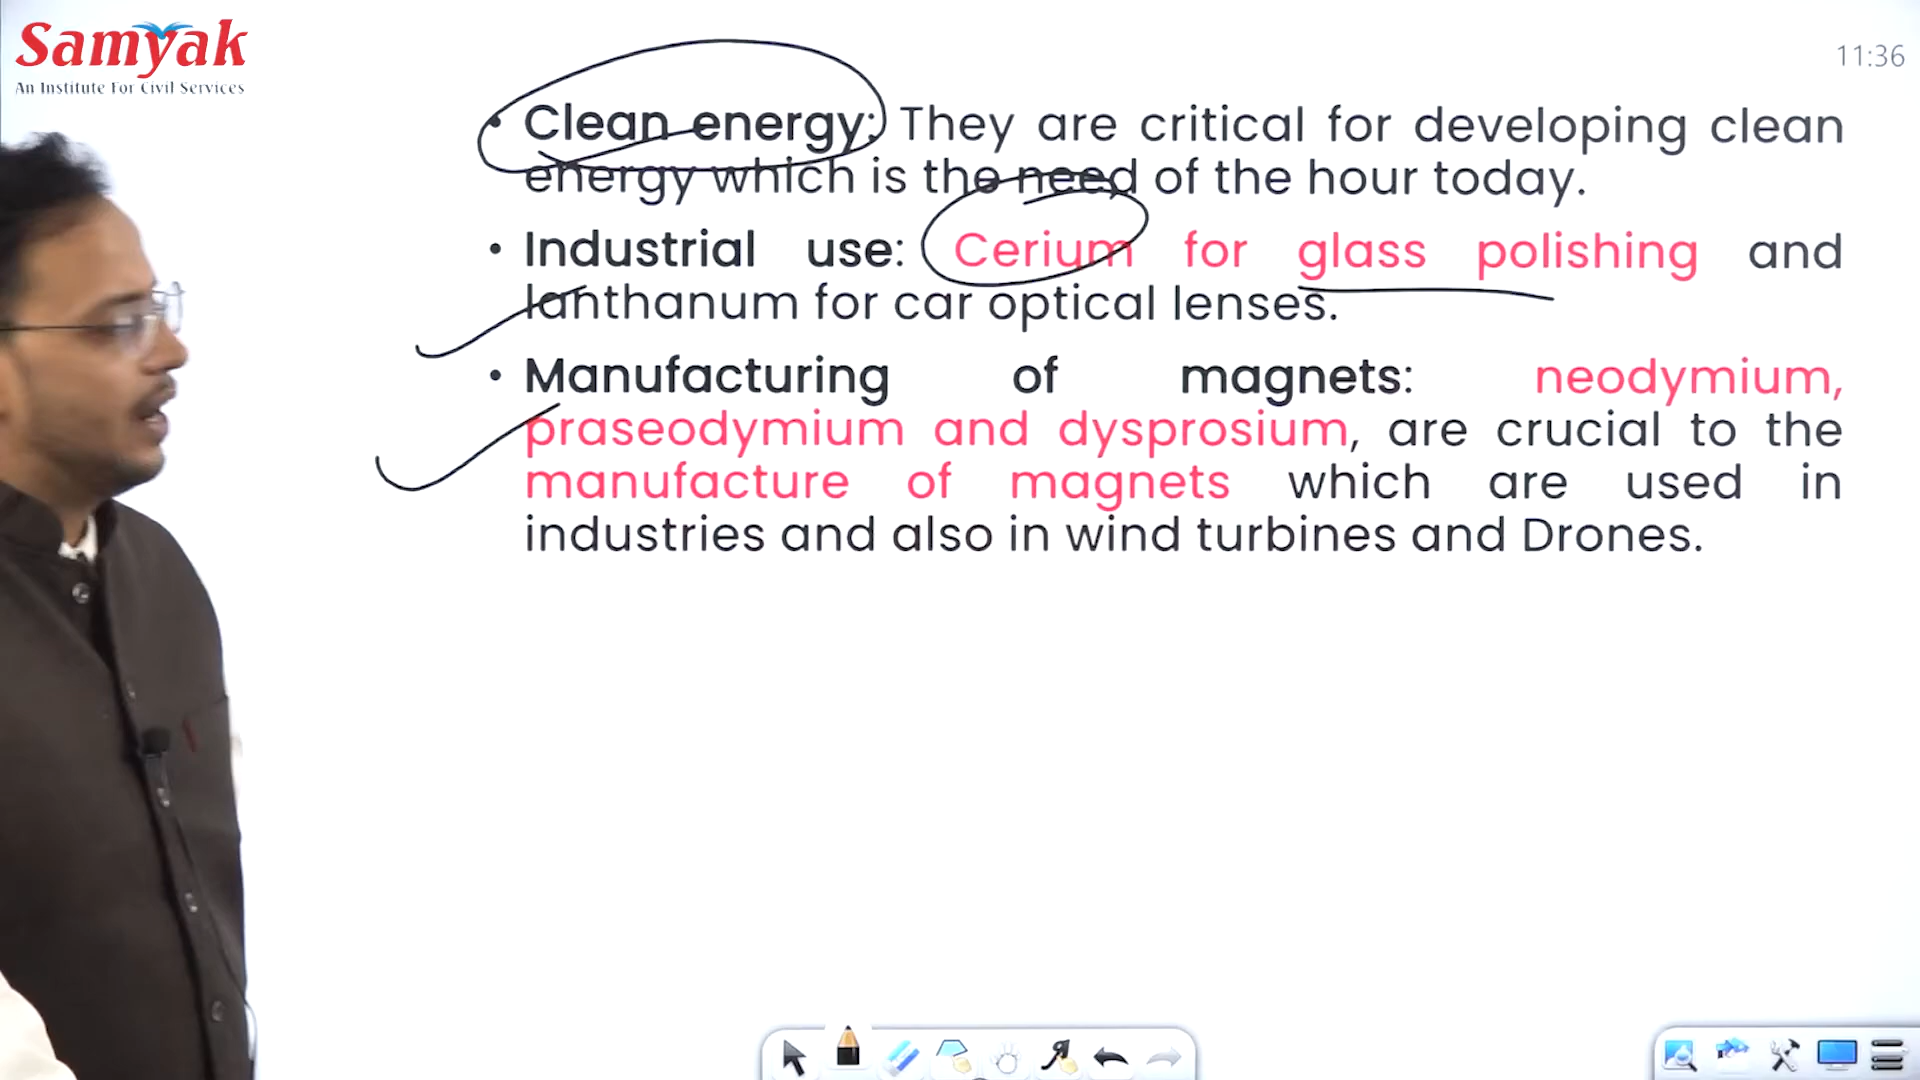 Samyak
An Institute For Civil Services
11:36
• Clean energy: They are critical for developing clean
energy which is the need of the hour today.
• Industrial use: Cerium for glass polishing and
lanthanum for car optical lenses.
• Manufacturing of magnets: neodymium,
praseodymium and dysprosium, are crucial to the
manufacture of magnets which are used in
industries and also in wind turbines and Drones.